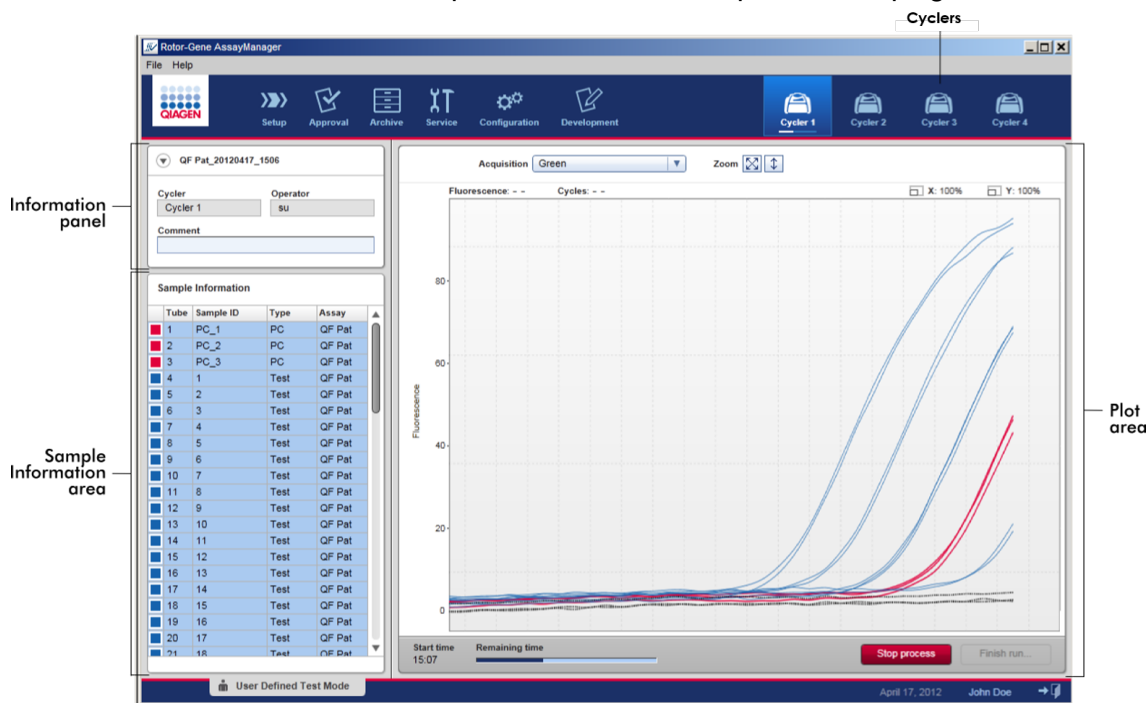 Cyclers
Rotor-Gene AssayManager
File Help
QIAGEN
Setup Approval Archive Service Configuration Development Cycler 1 Cycler 2 Cycler 3 Cycler 4
Information
panel
QF Pat_20120417_1506
Cycler Operator
Cycler 1 su
Comment
Sample
Information
area
Sample Information
Tube Sample ID Type Assay
1 PC_1 PC QF Pat
2 PC_2 PC QF Pat
3 PC_3 PC QF Pat
4 1 Test QF Pat
5 2 Test QF Pat
6 3 Test QF Pat
7 4 Test QF Pat
8 5 Test QF Pat
9 6 Test QF Pat
10 7 Test QF Pat
11 8 Test QF Pat
12 9 Test QF Pat
13 10 Test QF Pat
14 11 Test QF Pat
15 12 Test QF Pat
16 13 Test QF Pat
17 14 Test QF Pat
18 15 Test QF Pat
19 16 Test QF Pat
20 17 Test QF Pat
21 18 Test QF Pat
Acquisition Green Zoom
Fluorescence: - - Cycles: - - X: 100% Y: 100%
80
60
Fluorescence
40
20
0
Plot
area
Start time Remaining time
15:07
Stop process Finish run...
User Defined Test Mode
April 17, 2012 John Doe